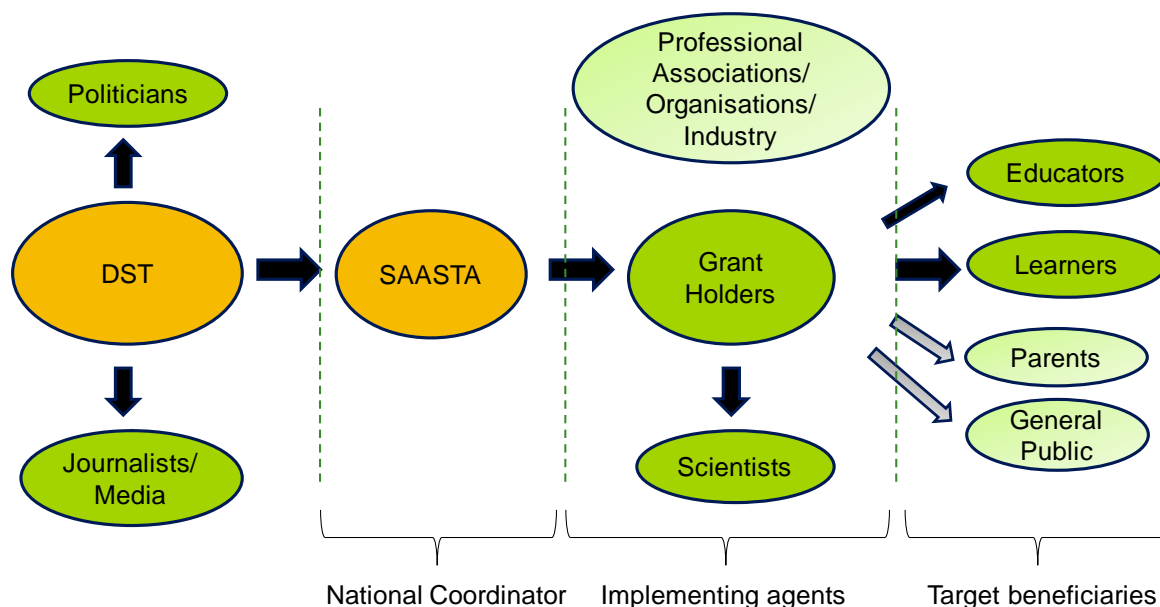 Politicians
DST
Journalists/
Media
SAASTA
Professional
Associations/
Organisations/
Industry
Grant
Holders
Scientists
Educators
Learners
Parents
General
Public
National Coordinator
Implementing agents
Target beneficiaries